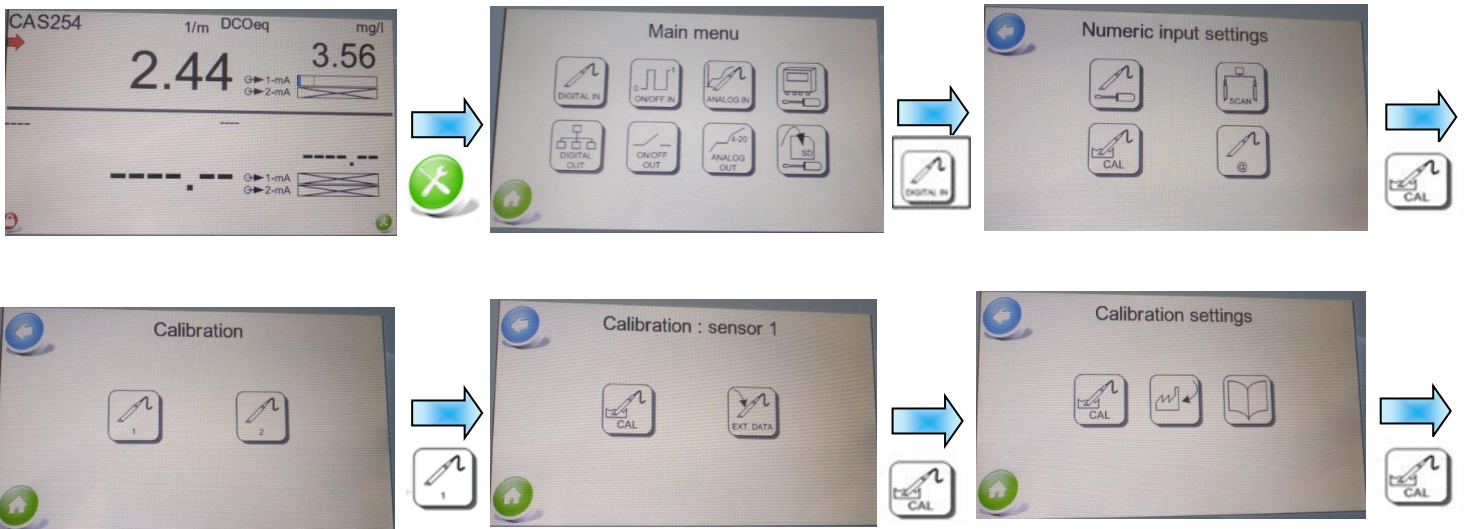 CAS254 1/m DCOeq mg/l
2.44 3.56
1-mA
2-mA
---- ----
----.--
----.-- 1-mA
2-mA
Main menu
DIGITAL IN
0 ON/OFF IN 1
ANALOG IN
DIGITAL OUT
ON/OFF OUT
4-20 ANALOG OUT
SD
DIGITAL IN
Numeric input settings
SCAN
CAL
@
CAL
Calibration
1
2
1
Calibration : sensor 1
CAL
EXT. DATA
CAL
Calibration settings
CAL
CAL